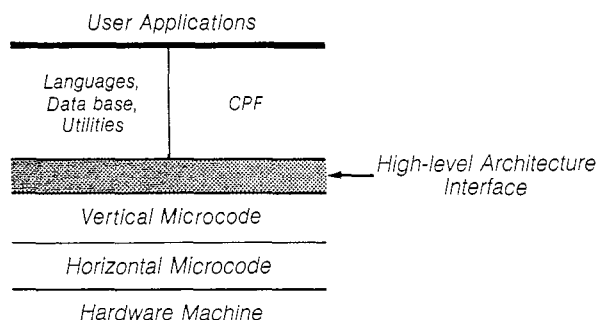 User Applications
Languages,
Data base,
Utilities
CPF
High-level Architecture
Interface
Vertical Microcode
Horizontal Microcode
Hardware Machine